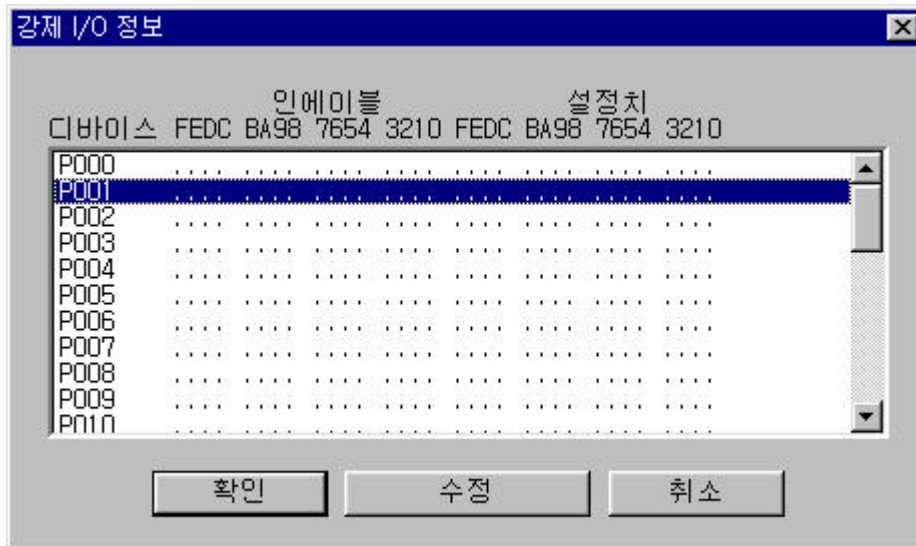 강제 I/O 정보
인에이블 설정치
디바이스 FEDC BA98 7654 3210 FEDC BA98 7654 3210
P000 .... .... .... .... .... .... .... ....
P001 .... .... .... .... .... .... .... ....
P002 .... .... .... .... .... .... .... ....
P003 .... .... .... .... .... .... .... ....
P004 .... .... .... .... .... .... .... ....
P005 .... .... .... .... .... .... .... ....
P006 .... .... .... .... .... .... .... ....
P007 .... .... .... .... .... .... .... ....
P008 .... .... .... .... .... .... .... ....
P009 .... .... .... .... .... .... .... ....
P010 .... .... .... .... .... .... .... ....
확인 수정 취소